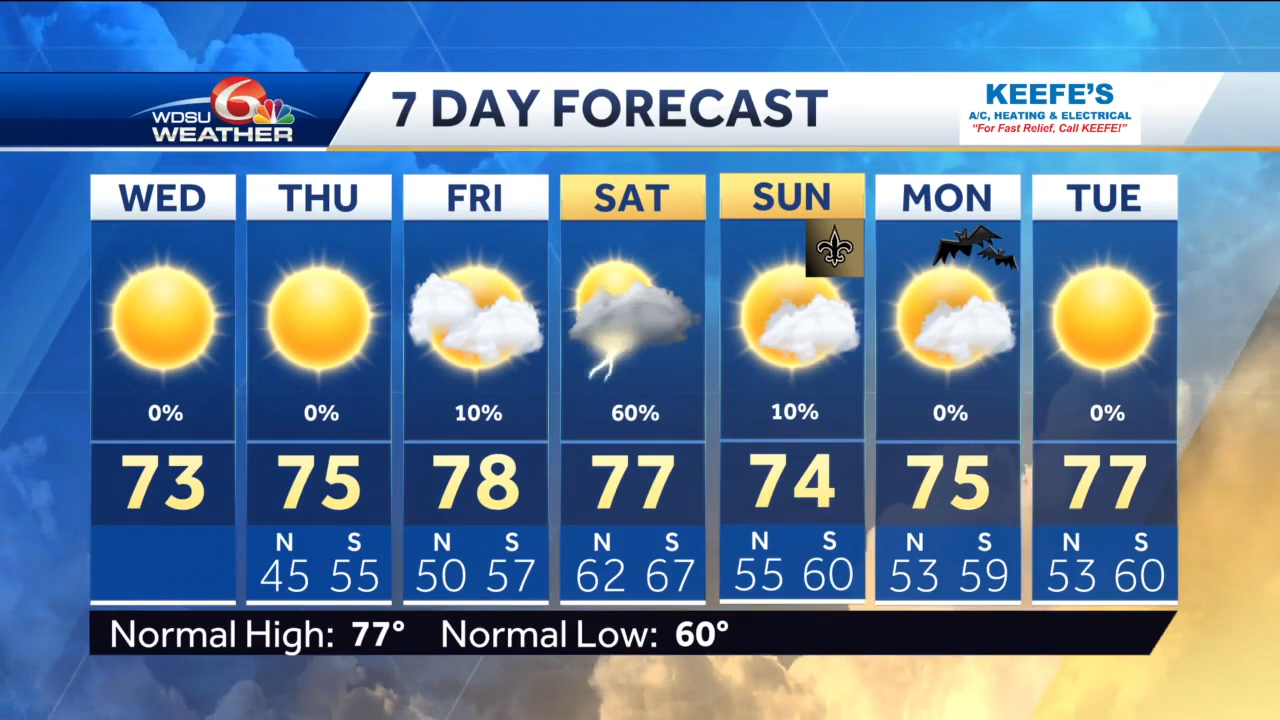 WDSU 6
WEATHER
7 DAY FORECAST
KEEFE'S
A/C, HEATING & ELECTRICAL
"For Fast Relief, Call KEEFE!"
WED THU FRI SAT SUN MON TUE
0% 0% 10% 60% 10% 0% 0%
73 75 78 77 74 75 77
N S N S N S N S N S N S
45 55 50 57 62 67 55 60 53 59 53 60
Normal High: 77° Normal Low: 60°